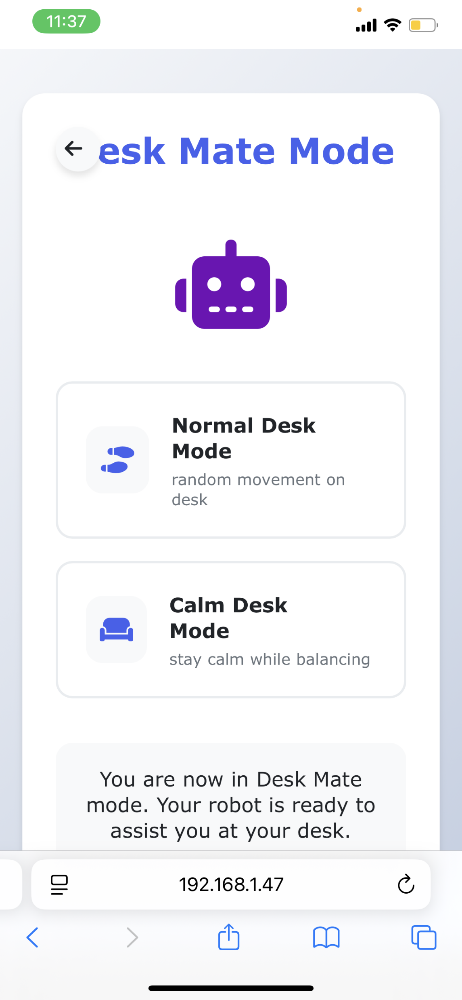 11:37
esk Mate Mode
Normal Desk
Mode
random movement on
desk
Calm Desk
Mode
stay calm while balancing
You are now in Desk Mate
mode. Your robot is ready to
assist you at your desk.
192.168.1.47